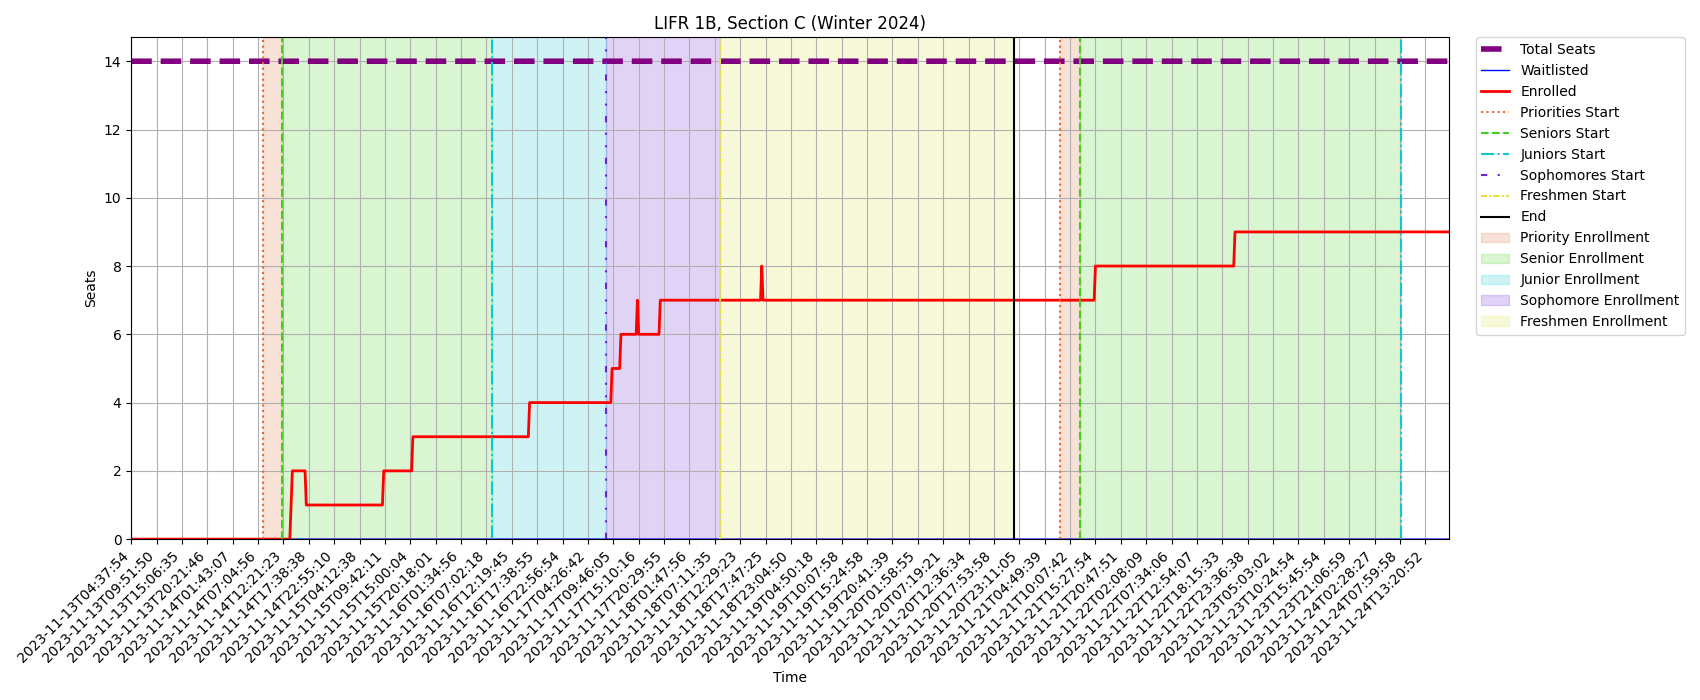 LIFR 1B, Section C (Winter 2024)
Seats
14
12
10
8
6
4
2
0
2023-11-13T04:37:54
2023-11-13T09:51:50
2023-11-13T15:06:35
2023-11-13T20:21:46
2023-11-14T01:43:07
2023-11-14T07:04:56
2023-11-14T12:21:23
2023-11-14T17:38:38
2023-11-14T22:55:10
2023-11-15T04:12:38
2023-11-15T09:42:11
2023-11-15T15:00:04
2023-11-15T20:18:01
2023-11-16T01:34:56
2023-11-16T07:02:18
2023-11-16T12:19:45
2023-11-16T17:38:55
2023-11-16T22:56:54
2023-11-17T04:26:42
2023-11-17T09:46:05
2023-11-17T15:10:16
2023-11-17T20:29:55
2023-11-18T01:47:56
2023-11-18T07:11:35
2023-11-18T12:29:23
2023-11-18T17:47:25
2023-11-18T23:04:50
2023-11-19T04:50:18
2023-11-19T10:07:58
2023-11-19T15:24:58
2023-11-19T20:41:39
2023-11-20T01:58:55
2023-11-20T07:19:21
2023-11-20T12:36:34
2023-11-20T17:53:58
2023-11-20T23:11:05
2023-11-21T04:49:39
2023-11-21T10:07:42
2023-11-21T15:27:54
2023-11-21T20:47:51
2023-11-22T02:08:09
2023-11-22T07:34:06
2023-11-22T12:54:07
2023-11-22T18:15:33
2023-11-22T23:36:38
2023-11-23T05:03:02
2023-11-23T10:24:54
2023-11-23T15:45:54
2023-11-23T21:06:59
2023-11-24T02:28:27
2023-11-24T07:59:58
2023-11-24T13:20:52
Time
Total Seats
Waitlisted
Enrolled
Priorities Start
Seniors Start
Juniors Start
Sophomores Start
Freshmen Start
End
Priority Enrollment
Senior Enrollment
Junior Enrollment
Sophomore Enrollment
Freshmen Enrollment